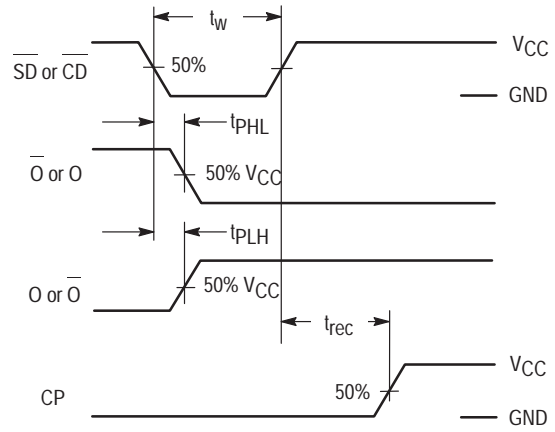 tw
VCC
SD or CD
50%
GND
tPHL
O or O
50% VCC
tPLH
O or O
50% VCC
trec
VCC
CP
50%
GND